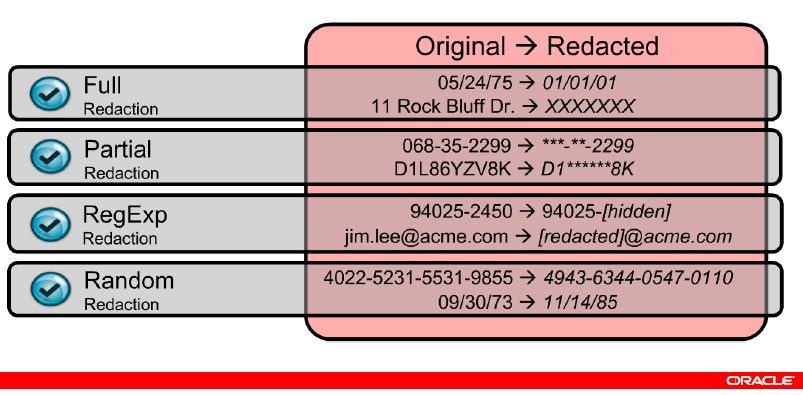 Original → Redacted
Full
Redaction
05/24/75 → 01/01/01
11 Rock Bluff Dr. → XXXXXXX
Partial
Redaction
068-35-2299 → ***-**-2299
D1L86YZV8K → D1******8K
RegExp
Redaction
94025-2450 → 94025-[hidden]
jim.lee@acme.com → [redacted]@acme.com
Random
Redaction
4022-5231-5531-9855 → 4943-6344-0547-0110
09/30/73 → 11/14/85
ORACLE